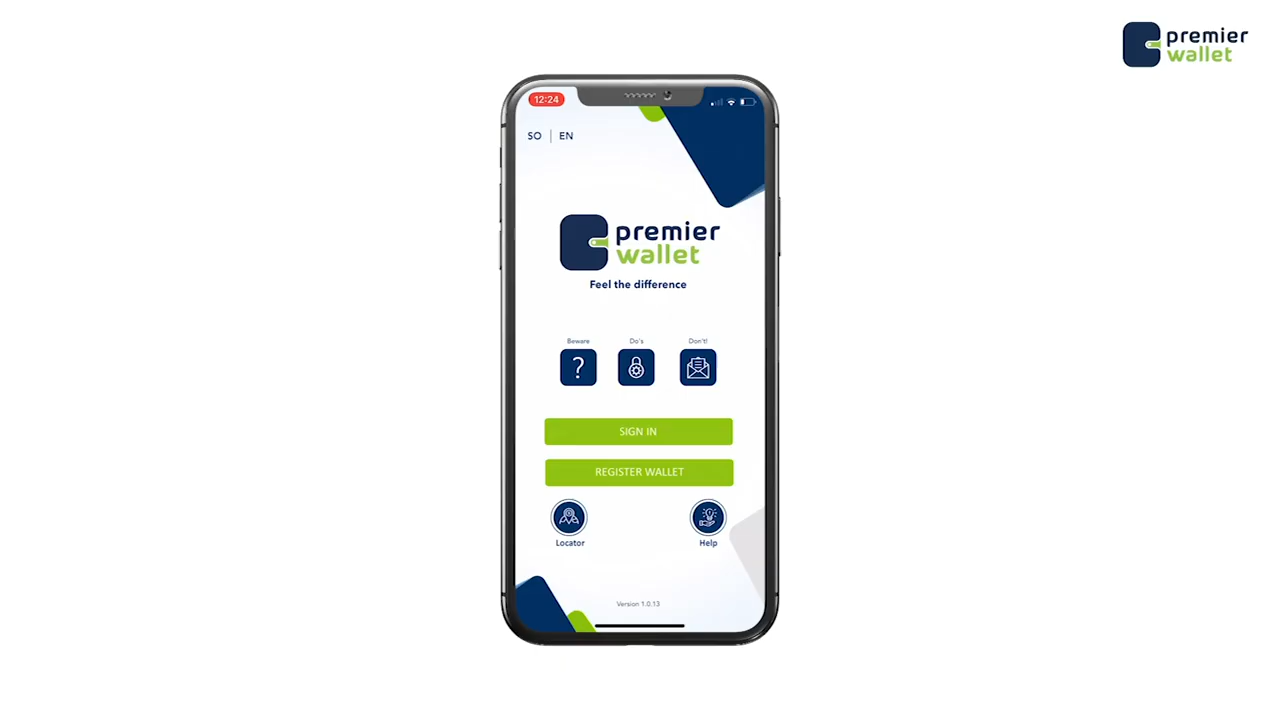 premier
wallet
12:24
SO | EN
premier
wallet
Feel the difference
Beware
Do's
Don't!
SIGN IN
REGISTER WALLET
Locator
Help
Version 1.0.13